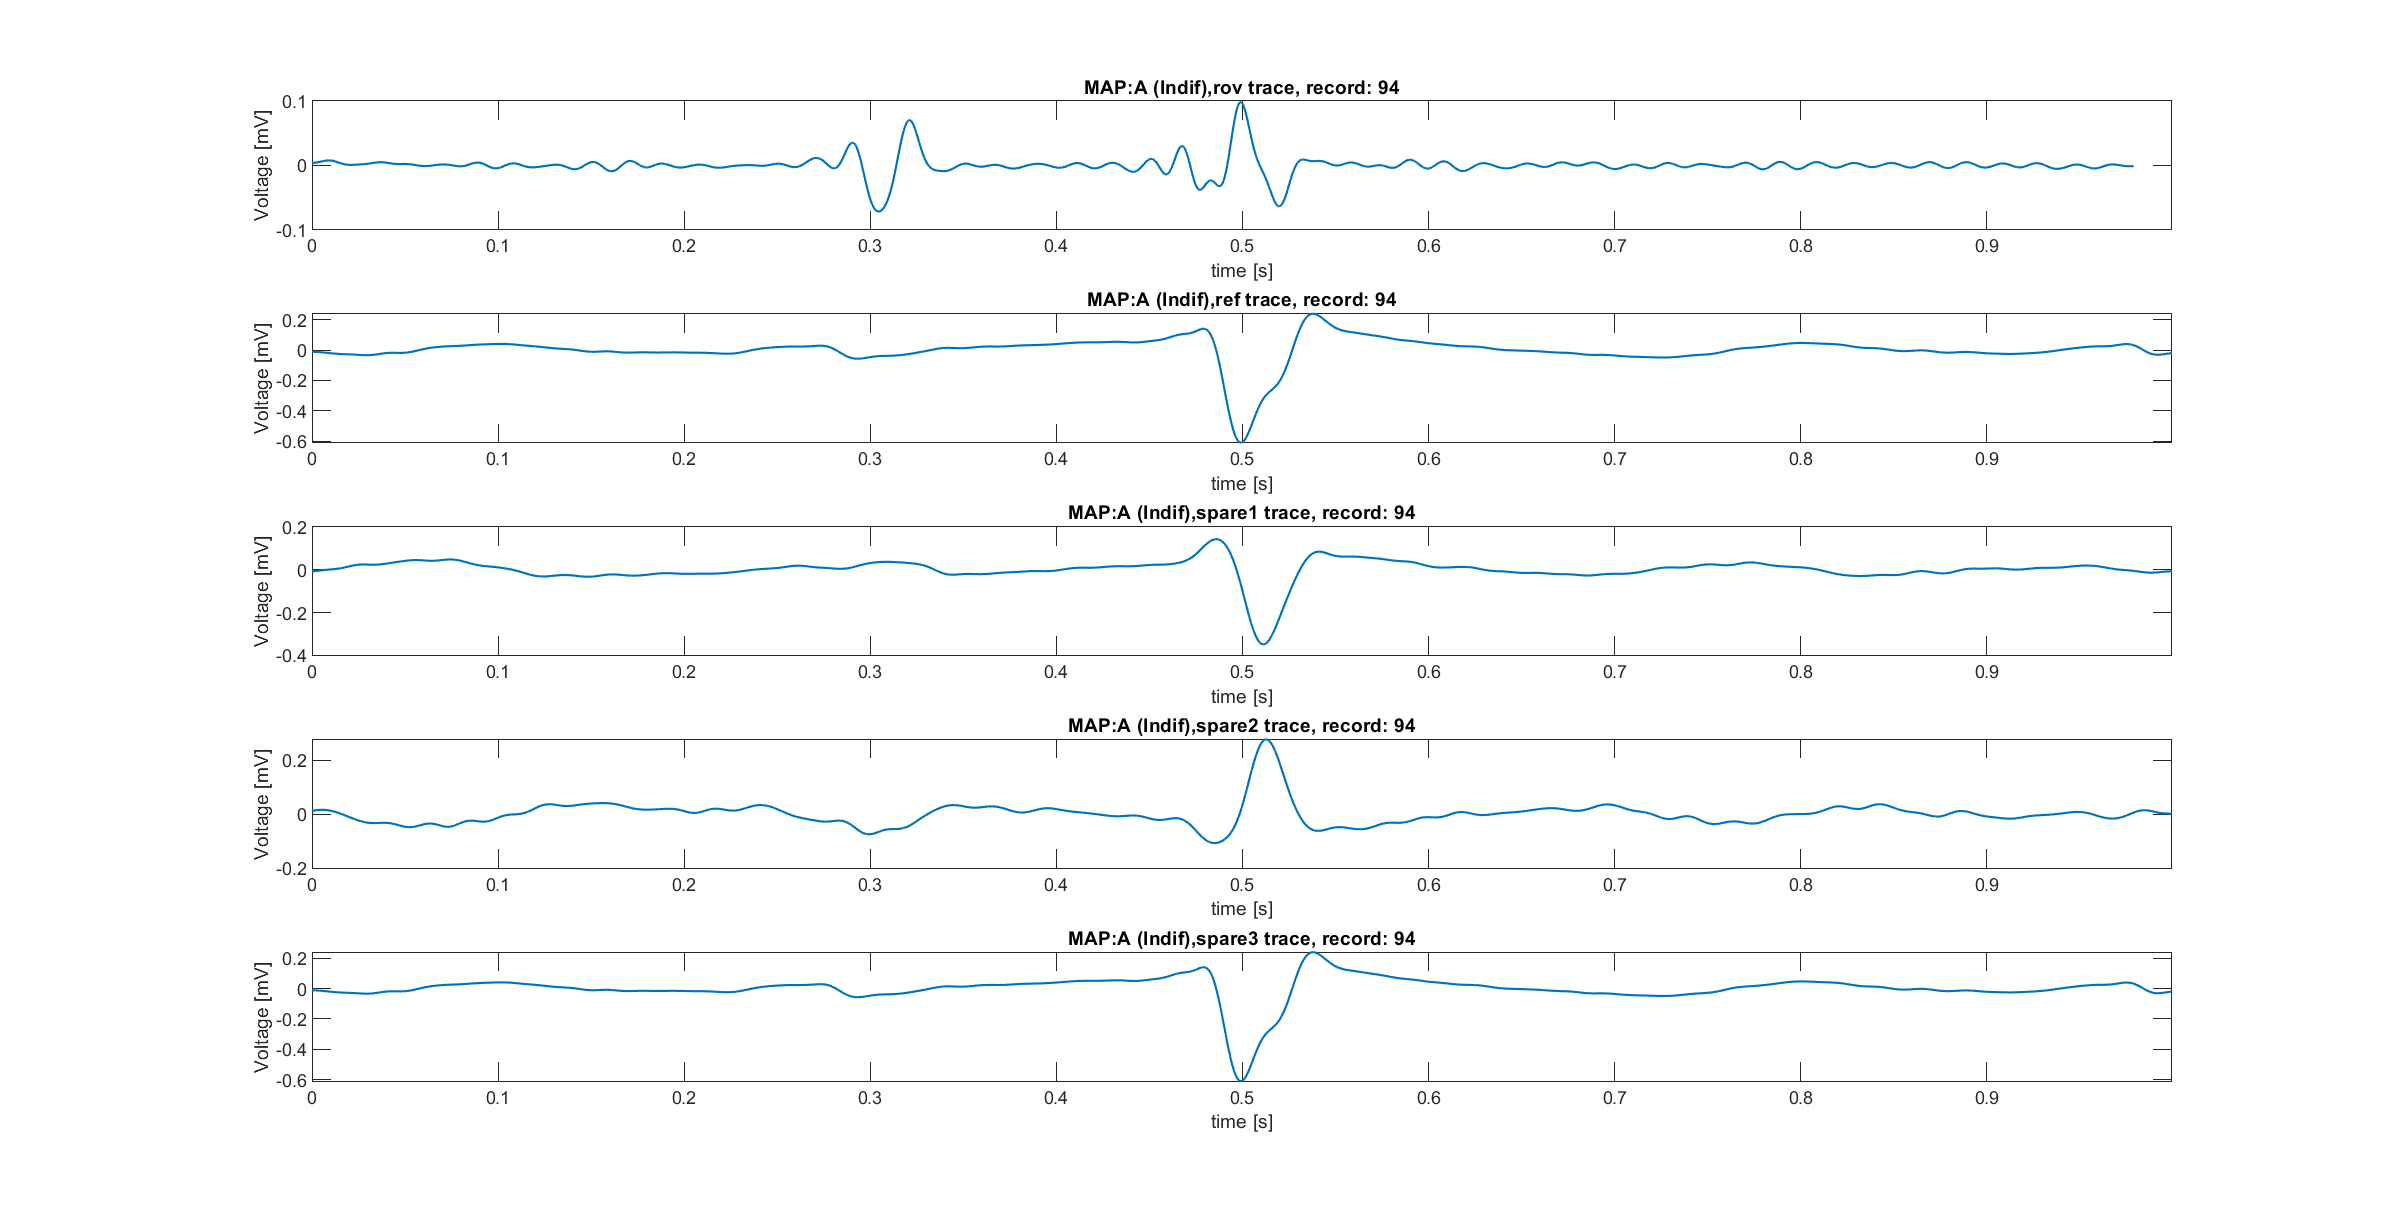 MAP:A (Indif),rov trace, record: 94
Voltage [mV]
0.1
0
-0.1
0 0.1 0.2 0.3 0.4 0.5 0.6 0.7 0.8 0.9
time [s]
MAP:A (Indif),ref trace, record: 94
Voltage [mV]
0.2
0
-0.2
-0.4
-0.6
0 0.1 0.2 0.3 0.4 0.5 0.6 0.7 0.8 0.9
time [s]
MAP:A (Indif),spare1 trace, record: 94
Voltage [mV]
0.2
0
-0.2
-0.4
0 0.1 0.2 0.3 0.4 0.5 0.6 0.7 0.8 0.9
time [s]
MAP:A (Indif),spare2 trace, record: 94
Voltage [mV]
0.2
0
-0.2
0 0.1 0.2 0.3 0.4 0.5 0.6 0.7 0.8 0.9
time [s]
MAP:A (Indif),spare3 trace, record: 94
Voltage [mV]
0.2
0
-0.2
-0.4
-0.6
0 0.1 0.2 0.3 0.4 0.5 0.6 0.7 0.8 0.9
time [s]